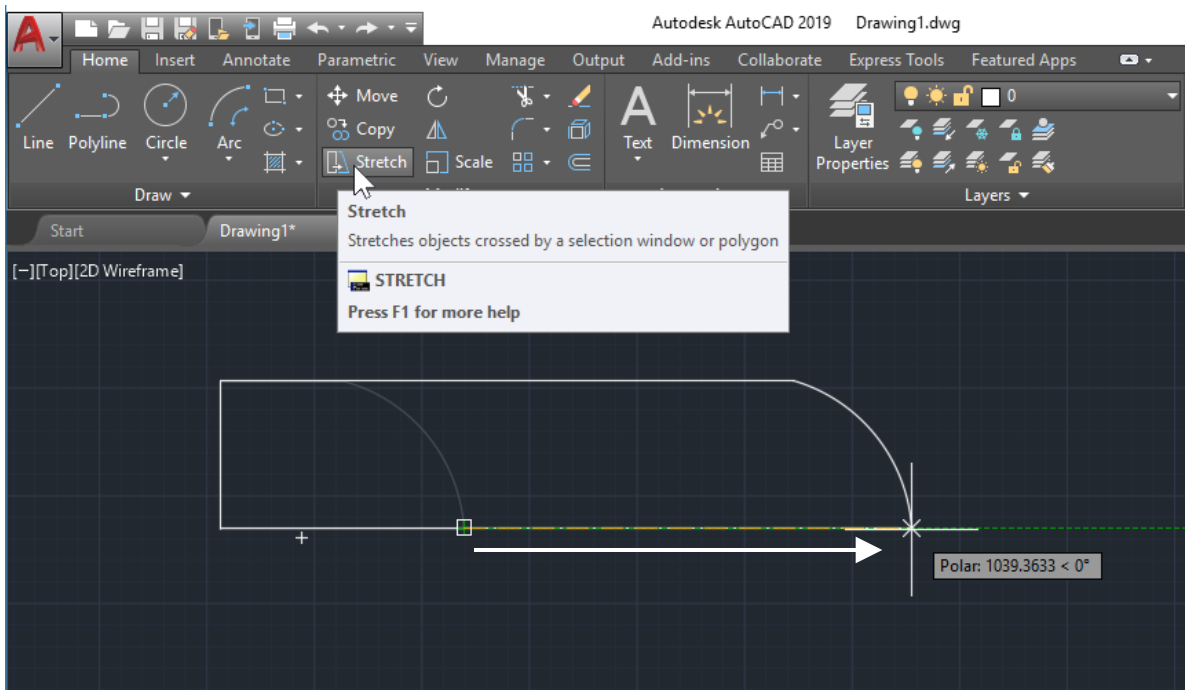 Autodesk AutoCAD 2019 Drawing1.dwg
Home Insert Annotate Parametric View Manage Output Add-ins Collaborate Express Tools Featured Apps
Line Polyline Circle Arc
Move
Copy
Stretch Scale
Text Dimension
Layer
Properties
0
Draw
Layers
Start Drawing1*
Stretch
Stretches objects crossed by a selection window or polygon
STRETCH
Press F1 for more help
[−][Top][2D Wireframe]
Polar: 1039.3633 < 0°